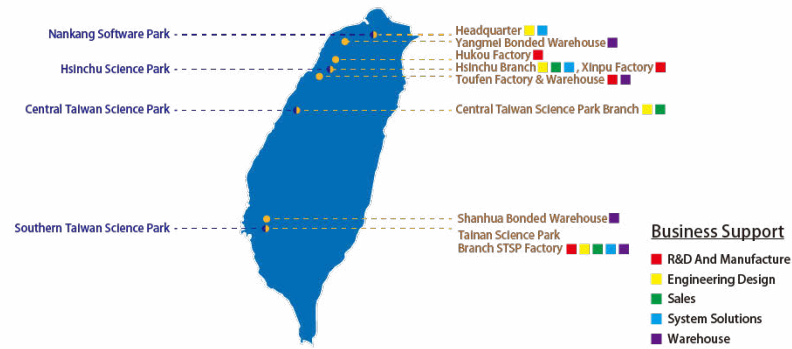 Nankang Software Park
Hsinchu Science Park
Central Taiwan Science Park
Southern Taiwan Science Park
Headquarter
Yangmei Bonded Warehouse
Hukou Factory
Hsinchu Branch , Xinpu Factory
Toufen Factory & Warehouse
Central Taiwan Science Park Branch
Shanhua Bonded Warehouse
Tainan Science Park
Branch STSP Factory
Business Support
R&D And Manufacture
Engineering Design
Sales
System Solutions
Warehouse